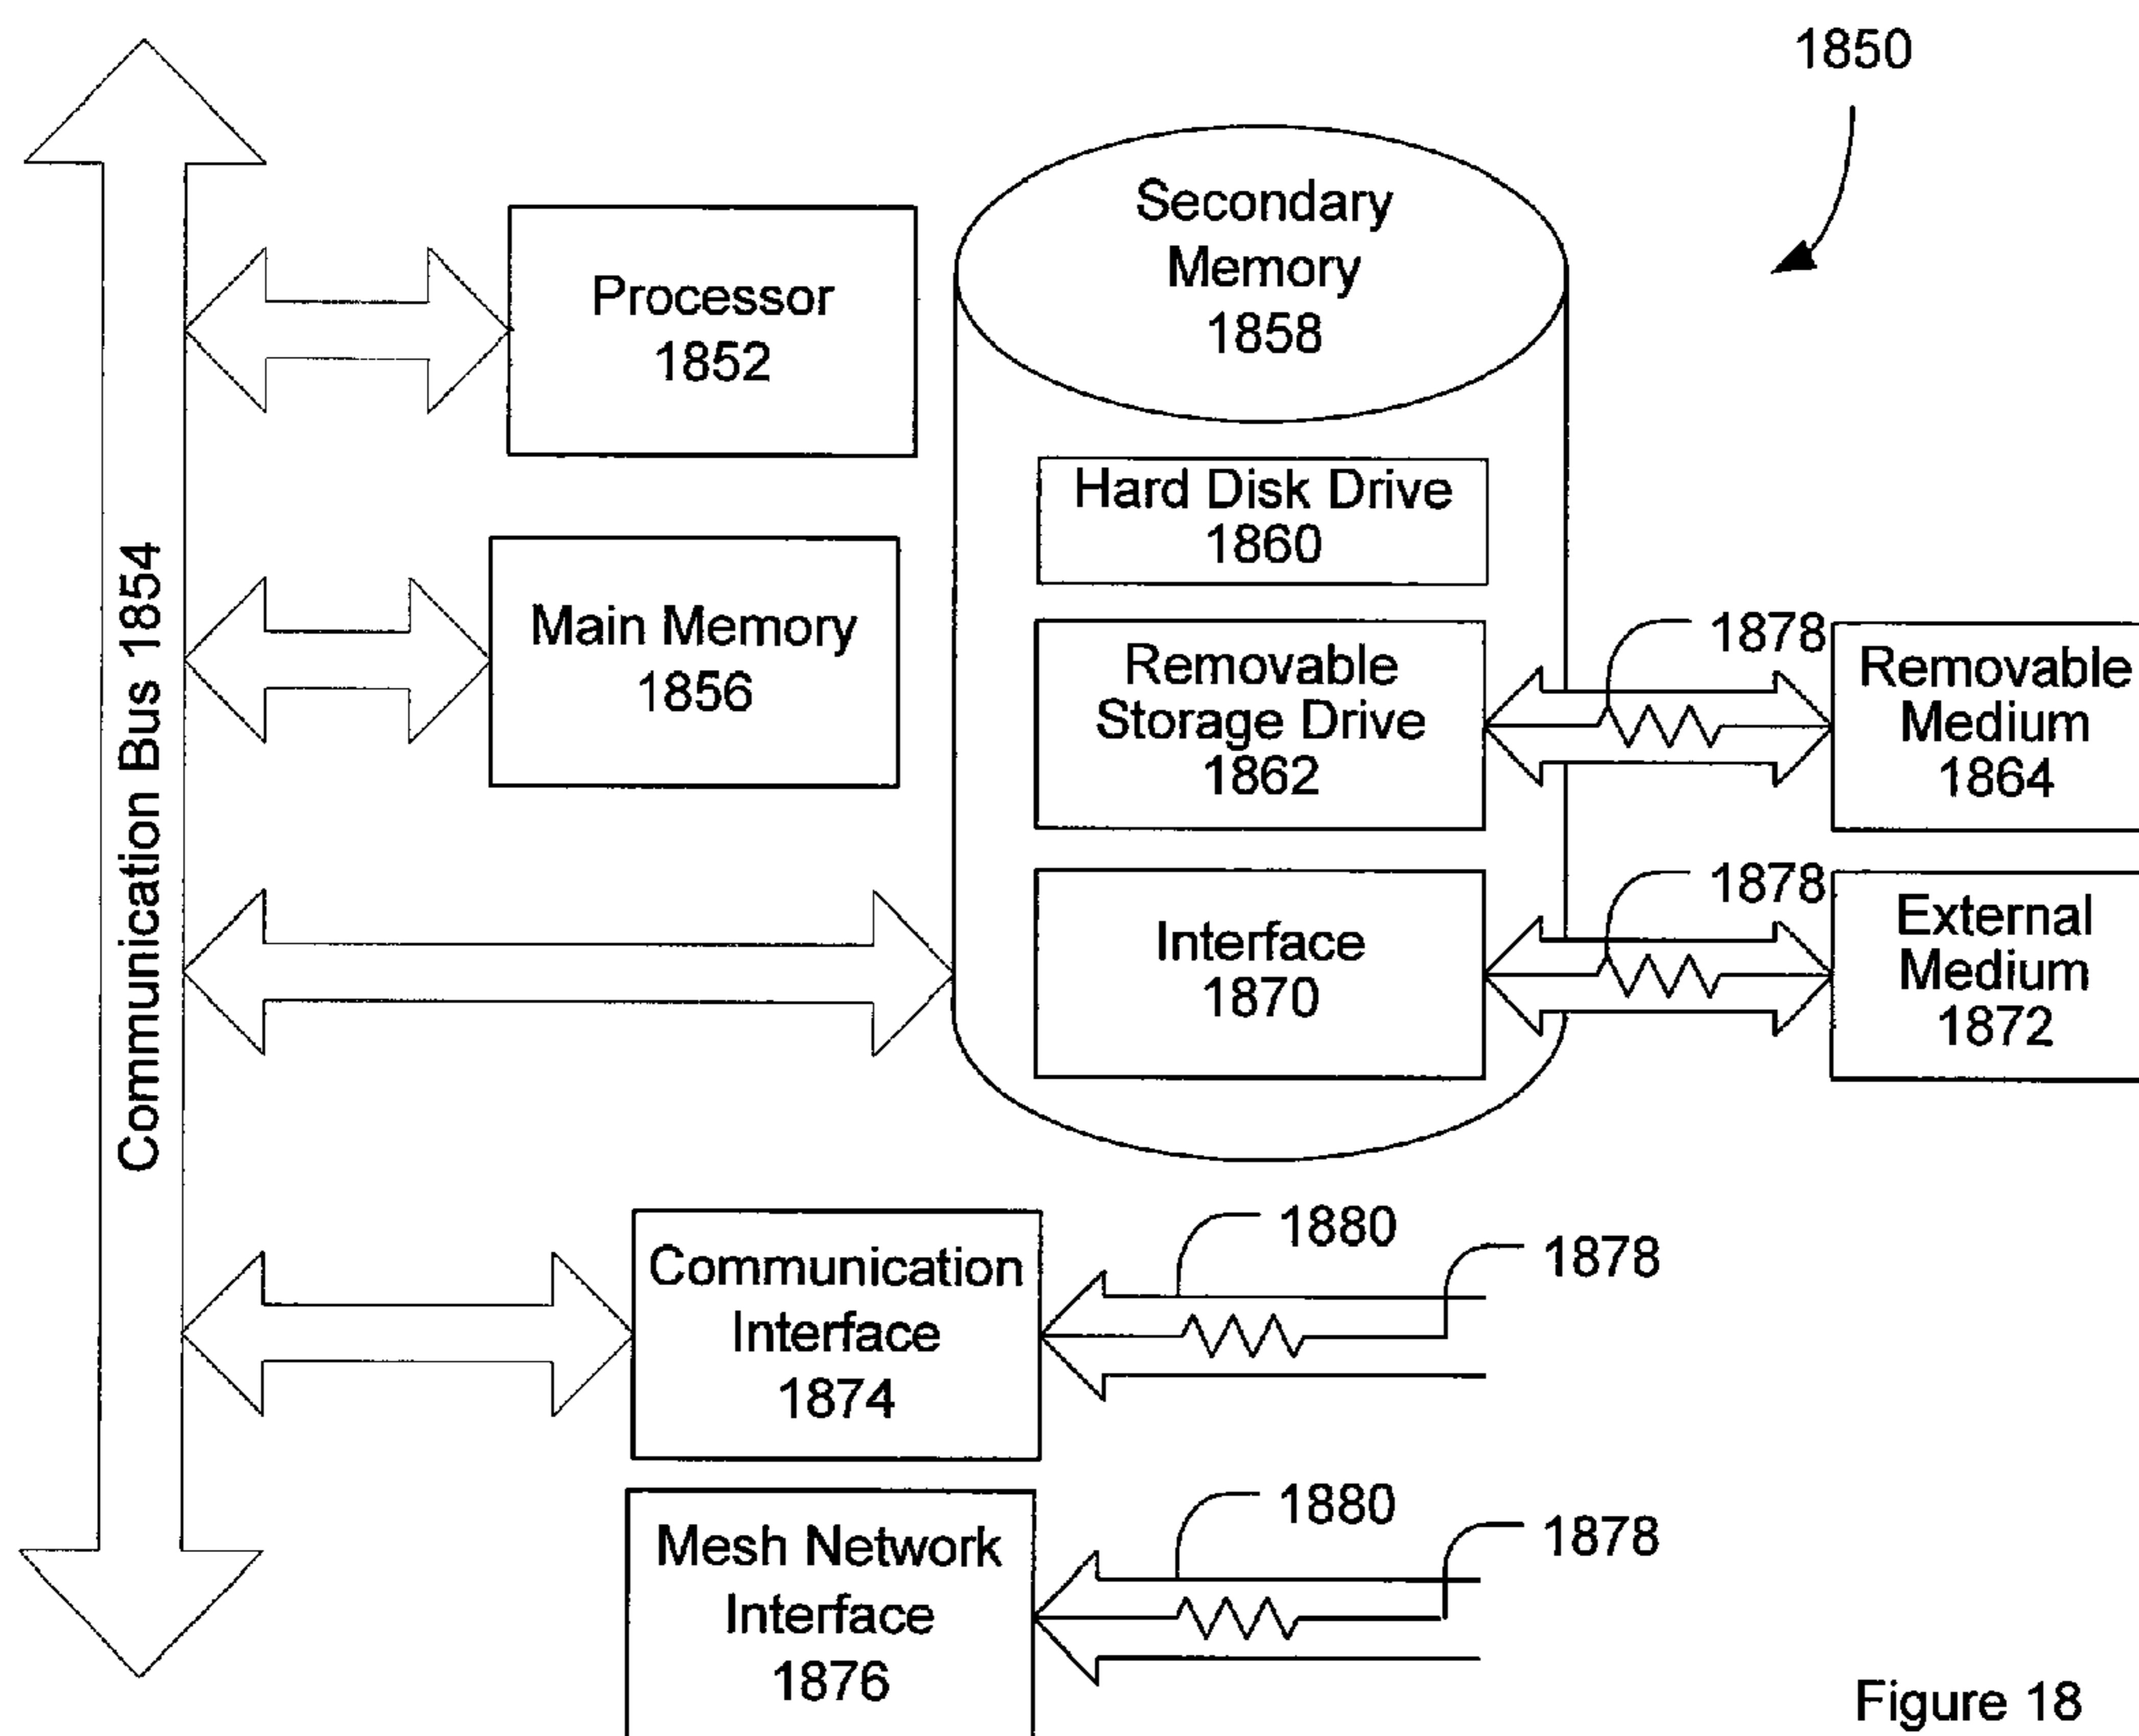 1850
Secondary
Memory
1858
Processor
1852
Hard Disk Drive
1860
Communication Bus 1854
Main Memory
1856
Removable
Storage Drive
1862
1878
Removable
Medium
1864
Interface
1870
1878
External
Medium
1872
Communication
Interface
1874
1880
1878
Mesh Network
Interface
1876
1880
1878
Figure 18